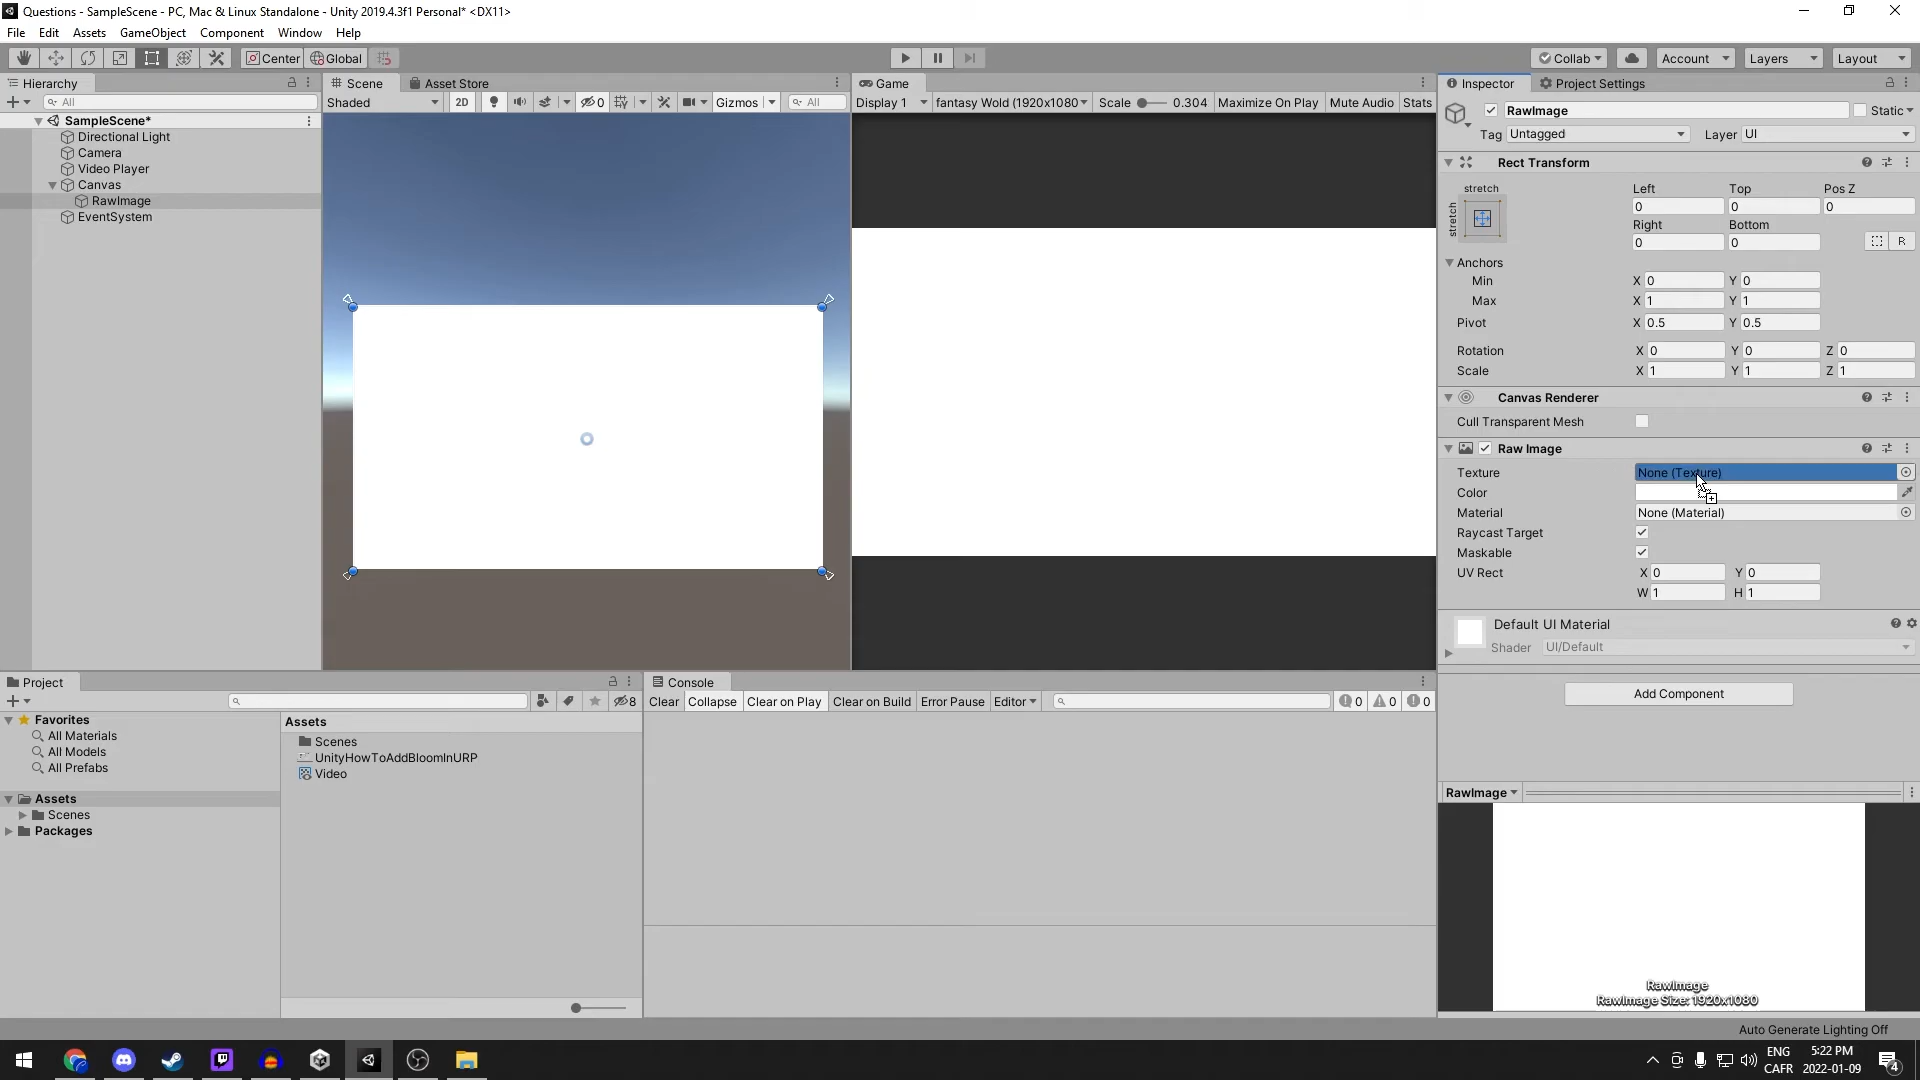 Questions - SampleScene - PC, Mac & Linux Standalone - Unity 2019.4.3f1 Personal* <DX11>
File Edit Assets GameObject Component Window Help
Center Global Collab Account Layers Layout
Hierarchy
All
SampleScene*
Directional Light
Camera
Video Player
Canvas
RawImage
EventSystem
Scene Asset Store
Shaded 2D 0 Gizmos All
Game
Display 1 fantasy Wold (1920x1080 Scale 0.304 Maximize On Play Mute Audio Stats
Inspector Project Settings
RawImage Static
Tag Untagged Layer UI
Rect Transform
stretch
stretch
Left Top Pos Z
0 0 0
Right Bottom
0 0 R
Anchors
Min X 0 Y 0
Max X 1 Y 1
Pivot X 0.5 Y 0.5
Rotation X 0 Y 0 Z 0
Scale X 1 Y 1 Z 1
Canvas Renderer
Cull Transparent Mesh
Raw Image
Texture None (Texture)
Color
Material None (Material)
Raycast Target
Maskable
UV Rect X 0 Y 0
W 1 H 1
Default UI Material
Shader UI/Default
Add Component
RawImage
RawImage
RawImage Size: 1920x1080
Project
8
Favorites
All Materials
All Models
All Prefabs
Assets
Scenes
Packages
Assets
Scenes
UnityHowToAddBloomInURP
Video
Console
Clear Collapse Clear on Play Clear on Build Error Pause Editor 0 0 0
Auto Generate Lighting Off
ENG
CAFR
5:22 PM
2022-01-09
4